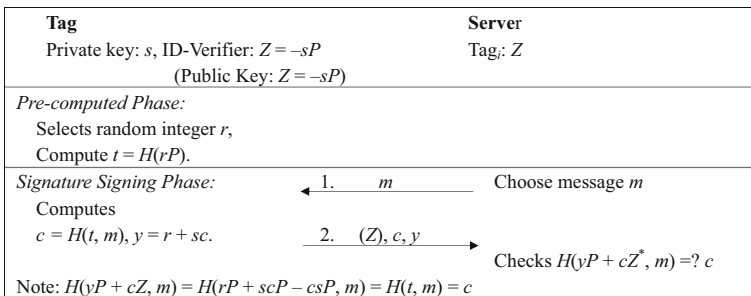 Tag Server
Private key: s, ID-Verifier: Z = –sP Tagᵢ: Z
(Public Key: Z = –sP)
Pre-computed Phase:
Selects random integer r,
Compute t = H(rP).
Signature Signing Phase: 1. m Choose message m
Computes
c = H(t, m), y = r + sc. 2. (Z), c, y
Checks H(yP + cZ*, m) =? c
Note: H(yP + cZ, m) = H(rP + scP – csP, m) = H(t, m) = c